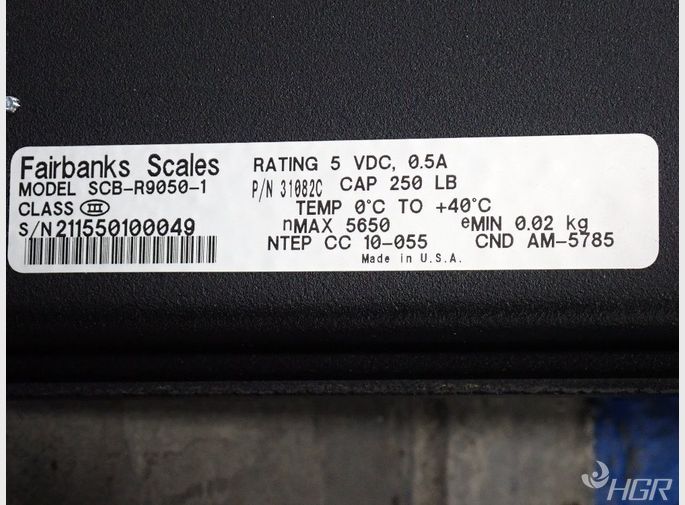 Fairbanks Scales
MODEL SCB-R9050-1
CLASS III
S/N 211550100049
RATING 5 VDC, 0.5A
P/N 31082C CAP 250 LB
TEMP 0°C TO +40°C
nMAX 5650 eMIN 0.02 kg
NTEP CC 10-055 CND AM-5785
Made in U.S.A.
HGR